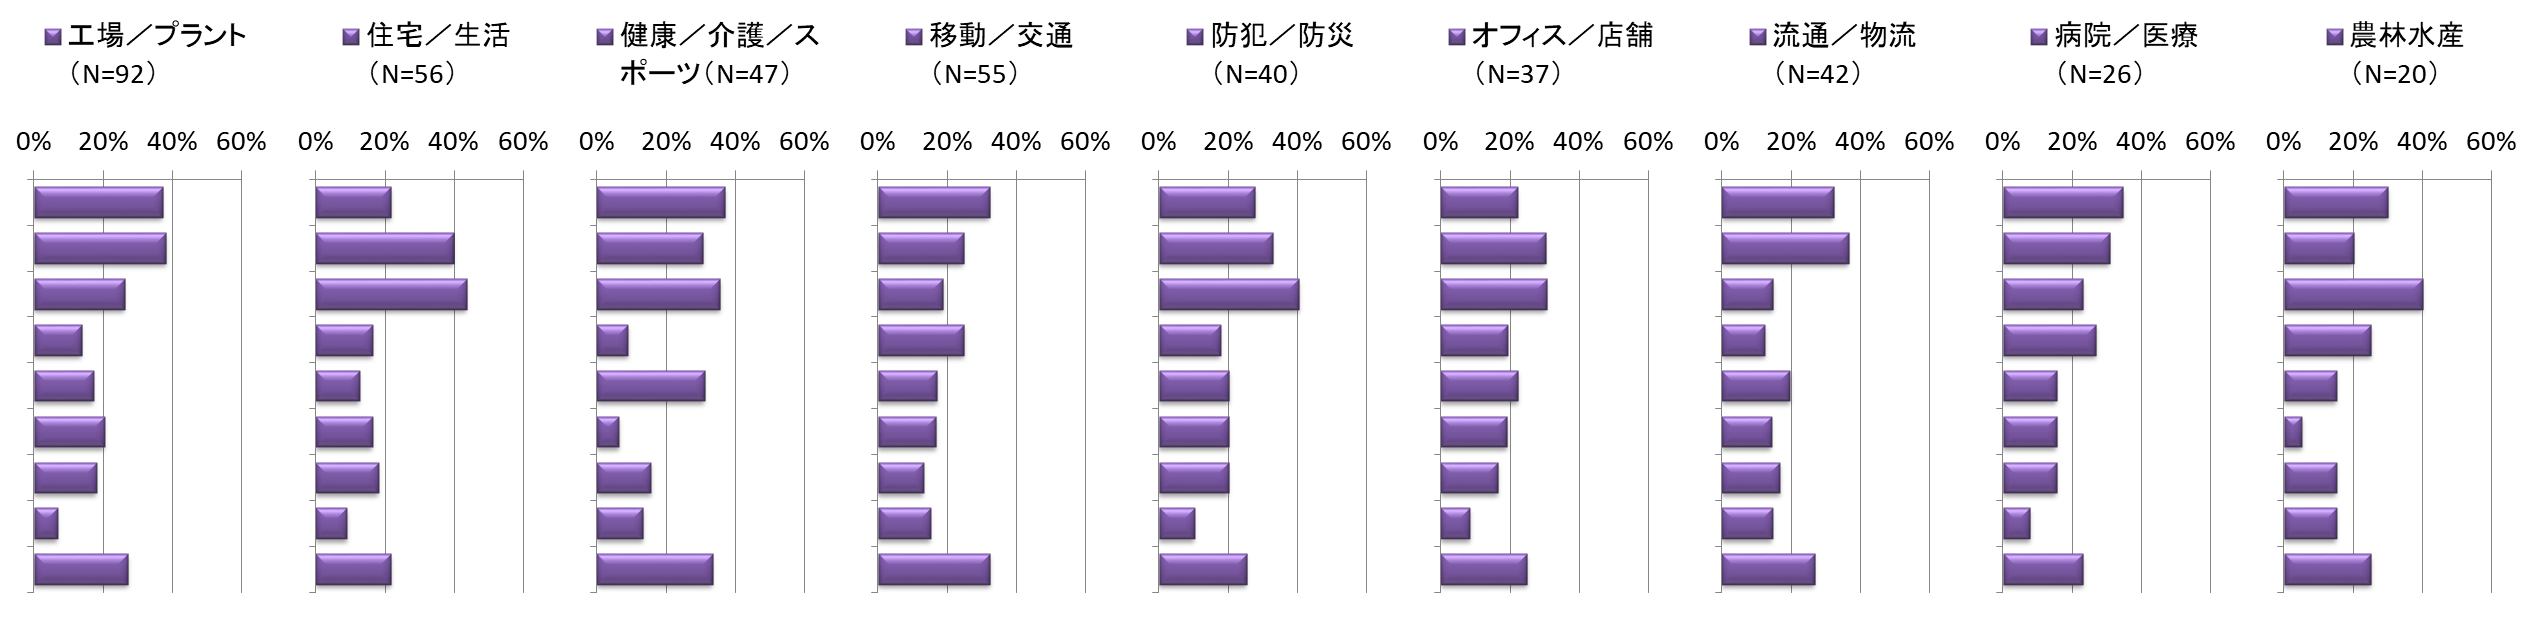 工場／プラント
（N=92）
住宅／生活
（N=56）
健康／介護／ス
ポーツ（N=47）
移動／交通
（N=55）
防犯／防災
（N=40）
オフィス／店舗
（N=37）
流通／物流
（N=42）
病院／医療
（N=26）
農林水産
（N=20）
0% 20% 40% 60%
0% 20% 40% 60%
0% 20% 40% 60%
0% 20% 40% 60%
0% 20% 40% 60%
0% 20% 40% 60%
0% 20% 40% 60%
0% 20% 40% 60%
0% 20% 40% 60%